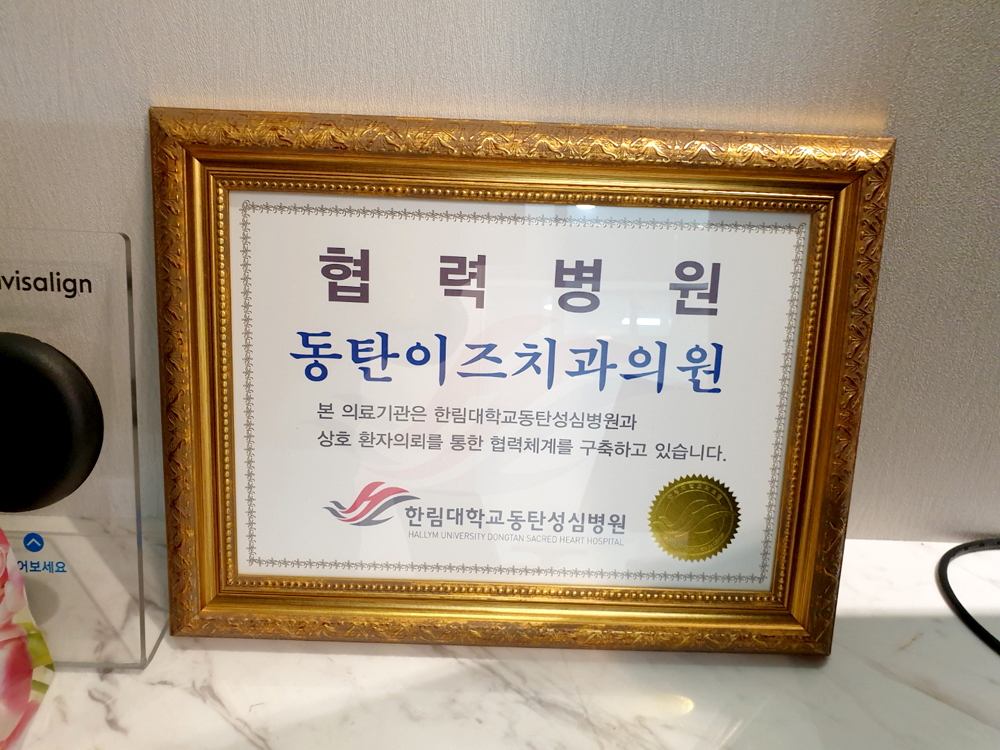 협력병원
동탄이즈치과의원
본 의료기관은 한림대학교동탄성심병원과
상호 환자의뢰를 통한 협력체계를 구축하고 있습니다.
한림대학교동탄성심병원
HALLYM UNIVERSITY DONGTAN SACRED HEART HOSPITAL
visalign
어보세요